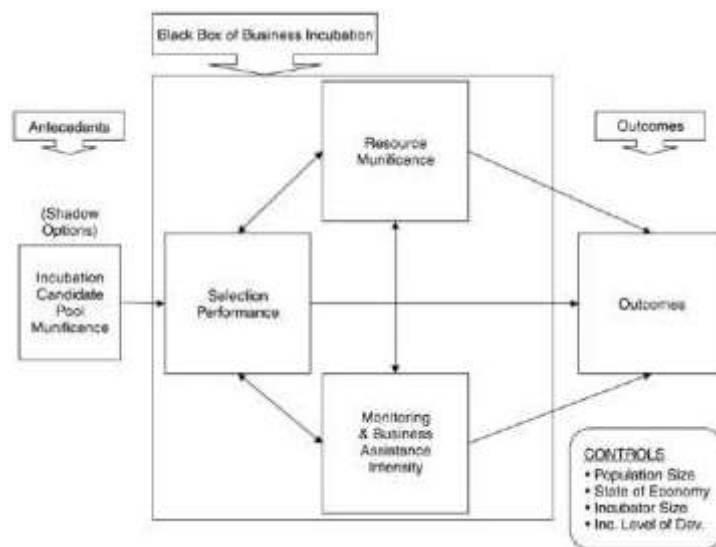 Black Box of Business Incubation
Antecedants
Outcomes
Resource
Munificence
(Shadow
Options)
Incubation
Candidate
Pool
Munificence
Selection
Performance
Outcomes
Monitoring
& Business
Assistance
Intensity
CONTROLS
• Population Size
• State of Economy
• Incubator Size
• Inc. Level of Dev.